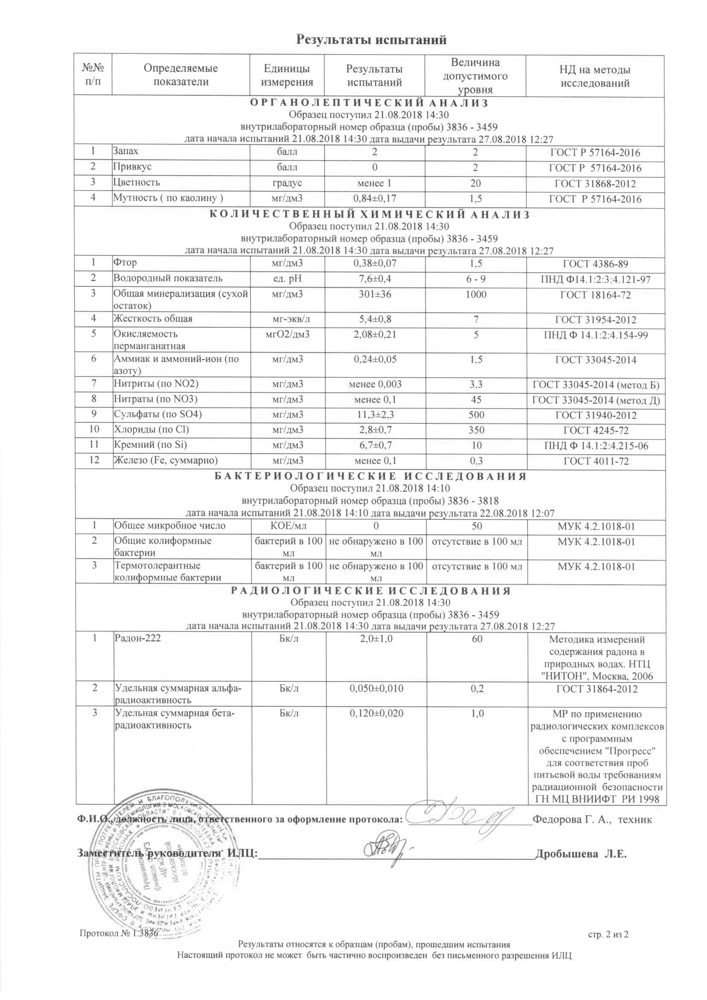 Результаты испытаний
№№ п/п Определяемые показатели Единицы измерения Результаты испытаний Величина допустимого уровня НД на методы исследований
ОРГАНОЛЕПТИЧЕСКИЙ АНАЛИЗ
Образец поступил 21.08.2018 14:30
внутрилабораторный номер образца (пробы) 3836 - 3459
дата начала испытаний 21.08.2018 14:30 дата выдачи результата 27.08.2018 12:27
1 Запах балл 2 2 ГОСТ Р 57164-2016
2 Привкус балл 0 2 ГОСТ Р 57164-2016
3 Цветность градус менее 1 20 ГОСТ 31868-2012
4 Мутность ( по каолину ) мг/дм3 0,84±0,17 1,5 ГОСТ Р 57164-2016
КОЛИЧЕСТВЕННЫЙ ХИМИЧЕСКИЙ АНАЛИЗ
Образец поступил 21.08.2018 14:30
внутрилабораторный номер образца (пробы) 3836 - 3459
дата начала испытаний 21.08.2018 14:30 дата выдачи результата 27.08.2018 12:27
1 Фтор мг/дм3 0,38±0,07 1,5 ГОСТ 4386-89
2 Водородный показатель ед. pH 7,6±0,4 6 - 9 ПНД Ф14.1:2:3:4.121-97
3 Общая минерализация (сухой остаток) мг/дм3 301±36 1000 ГОСТ 18164-72
4 Жесткость общая мг-экв/л 5,4±0,8 7 ГОСТ 31954-2012
5 Окисляемость перманганатная мгО2/дм3 2,08±0,21 5 ПНД Ф 14.1:2:4.154-99
6 Аммиак и аммоний-ион (по азоту) мг/дм3 0,24±0,05 1,5 ГОСТ 33045-2014
7 Нитриты (по NO2) мг/дм3 менее 0,003 3,3 ГОСТ 33045-2014 (метод Б)
8 Нитраты (по NO3) мг/дм3 менее 0,1 45 ГОСТ 33045-2014 (метод Д)
9 Сульфаты (по SO4) мг/дм3 11,3±2,3 500 ГОСТ 31940-2012
10 Хлориды (по Cl) мг/дм3 2,8±0,7 350 ГОСТ 4245-72
11 Кремний (по Si) мг/дм3 6,7±0,7 10 ПНД Ф 14.1:2:4.215-06
12 Железо (Fe, суммарно) мг/дм3 менее 0,1 0,3 ГОСТ 4011-72
БАКТЕРИОЛОГИЧЕСКИЕ ИССЛЕДОВАНИЯ
Образец поступил 21.08.2018 14:10
внутрилабораторный номер образца (пробы) 3836 - 3818
дата начала испытаний 21.08.2018 14:10 дата выдачи результата 22.08.2018 12:07
1 Общее микробное число КОЕ/мл 0 50 МУК 4.2.1018-01
2 Общие колиформные бактерии бактерий в 100 мл не обнаружено в 100 мл отсутствие в 100 мл МУК 4.2.1018-01
3 Термотолерантные колиформные бактерии бактерий в 100 мл не обнаружено в 100 мл отсутствие в 100 мл МУК 4.2.1018-01
РАДИОЛОГИЧЕСКИЕ ИССЛЕДОВАНИЯ
Образец поступил 21.08.2018 14:30
внутрилабораторный номер образца (пробы) 3836 - 3459
дата начала испытаний 21.08.2018 14:30 дата выдачи результата 27.08.2018 12:27
1 Радон-222 Бк/л 2,0±1,0 60 Методика измерений содержания радона в природных водах. НТЦ "НИТОН", Москва, 2006
2 Удельная суммарная альфа-радиоактивность Бк/л 0,050±0,010 0,2 ГОСТ 31864-2012
3 Удельная суммарная бета-радиоактивность Бк/л 0,120±0,020 1,0 МР по применению радиологических комплексов с программным обеспечением "Прогресс" для соответствия проб питьевой воды требованиям радиационной безопасности ГН МЦ ВНИИФТ РИ 1998
Ф.И.О., должность лица, ответственного за оформление протокола: Федорова Г. А., техник
Заместитель руководителя ИЛЦ: Дробышева Л.Е.
Пушкинский
филиал ФБУЗ
"ЦГиЭ
Московской
области"
Протокол № 1.3836
стр. 2 из 2
Результаты относятся к образцам (пробам), прошедшим испытания
Настоящий протокол не может быть частично воспроизведен без письменного разрешения ИЛЦ